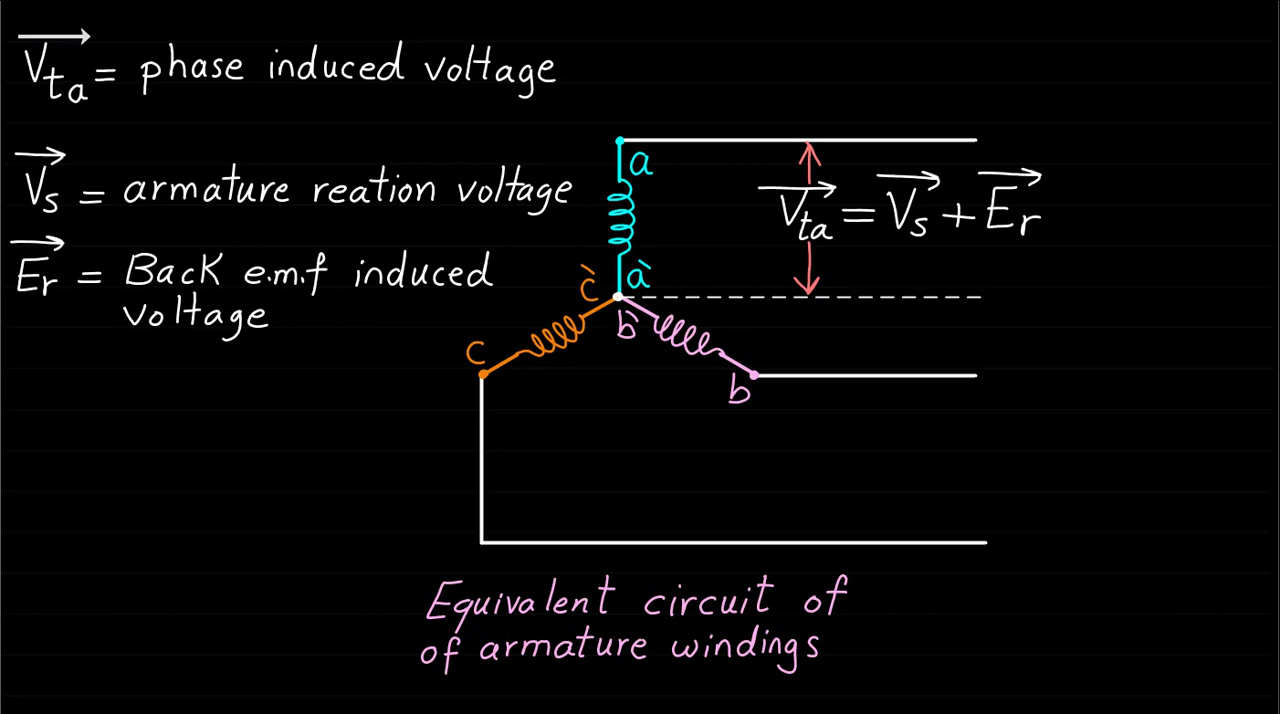 Vta = phase induced voltage
Vs = armature reation voltage
Er = Back e.m.f induced
voltage
a
Vta = Vs + Er
à
c̀
b̀
c
b
Equivalent circuit of
of armature windings